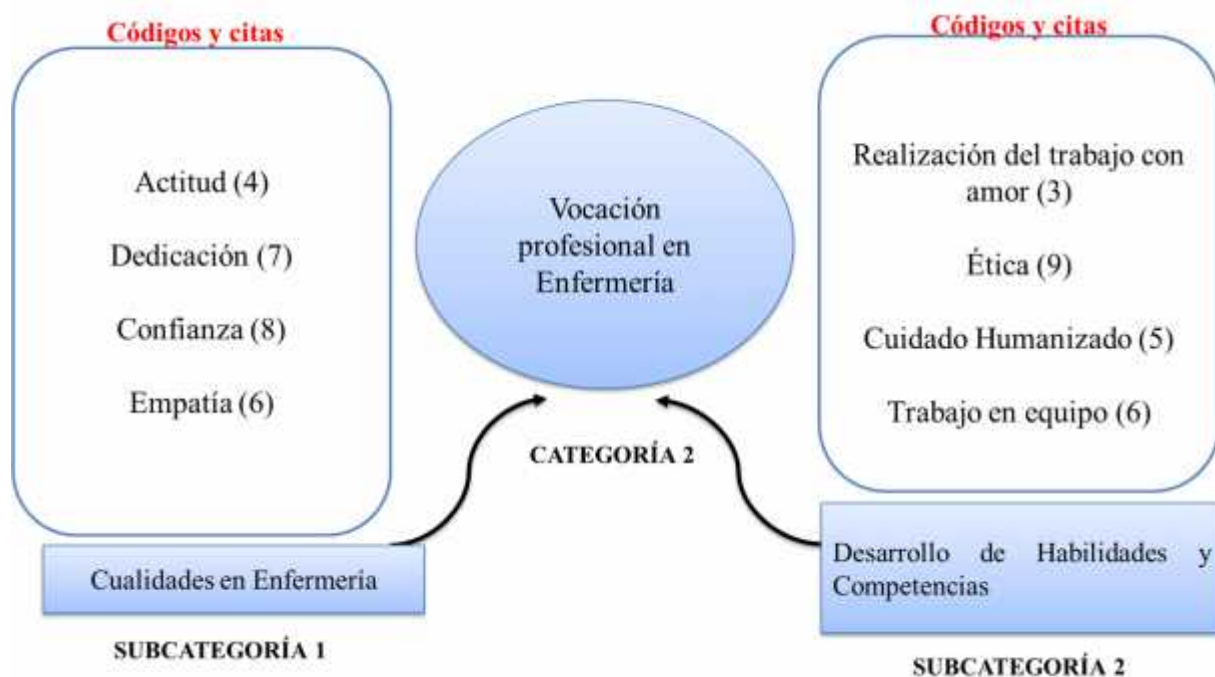 Códigos y citas
Actitud (4)
Dedicación (7)
Confianza (8)
Empatía (6)
Cualidades en Enfermería
SUBCATEGORÍA 1
Vocación
profesional en
Enfermería
CATEGORÍA 2
Códigos y citas
Realización del trabajo con
amor (3)
Ética (9)
Cuidado Humanizado (5)
Trabajo en equipo (6)
Desarrollo de Habilidades y
Competencias
SUBCATEGORÍA 2